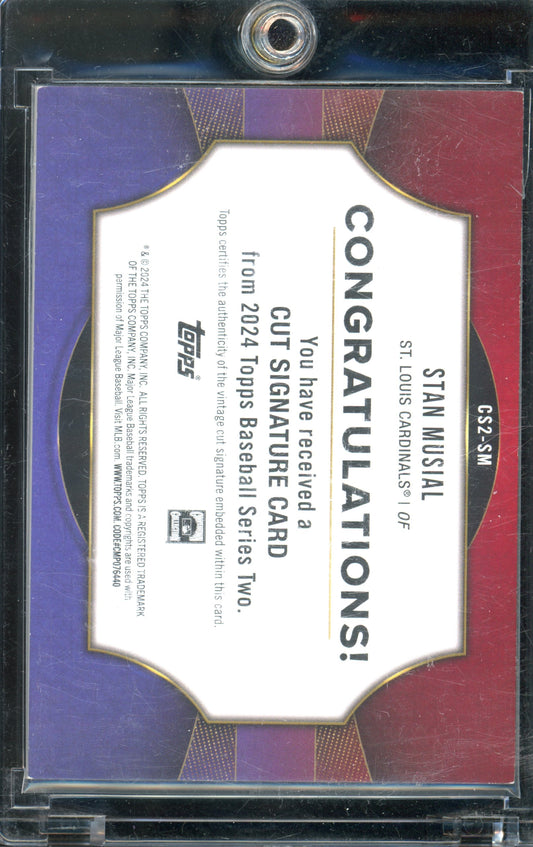 CS2-SM
STAN MUSIAL
ST. LOUIS CARDINALS® | OF
CONGRATULATIONS!
You have received a
CUT SIGNATURE CARD
from 2024 Topps Baseball Series Two.
Topps certifies the authenticity of the vintage cut signature embedded within this card.
topps®
® & © 2024 THE TOPPS COMPANY, INC. ALL RIGHTS RESERVED. TOPPS IS A REGISTERED TRADEMARK
OF THE TOPPS COMPANY, INC. Major League Baseball trademarks and copyrights are used with
permission of Major League Baseball. Visit MLB.com. WWW.TOPPS.COM. CODE#CMP076440